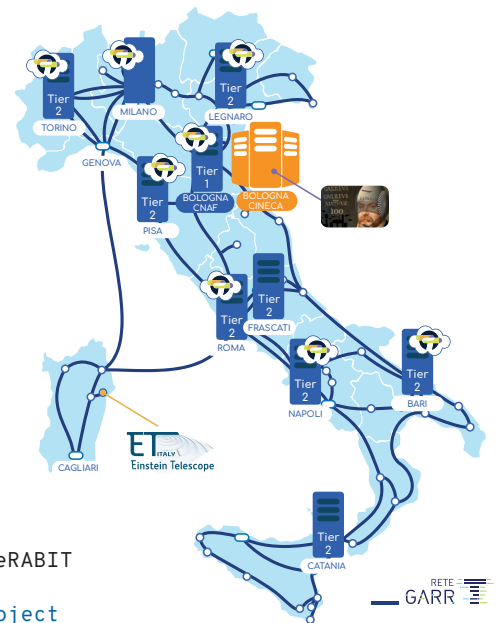 Tier
2
TORINO
MILANO
Tier
2
LEGNARO
GENOVA
Tier
1
BOLOGNA
CNAF
BOLOGNA
CINECA
100
Tier
2
PISA
Tier
2
ROMA
Tier
2
FRASCATI
Tier
2
NAPOLI
Tier
2
BARI
CAGLIARI
ET
ITALY
Einstein Telescope
Tier
2
CATANIA
eRABIT
oject
RETE
GARR